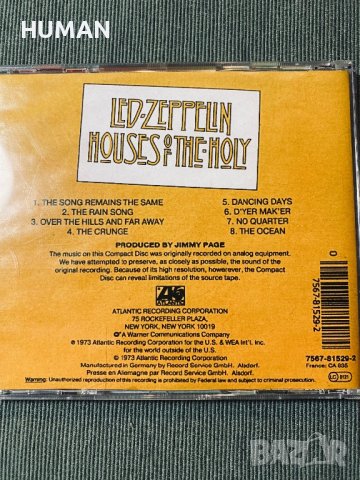 HUMAN
LED·ZEPPELIN
HOUSES OF·THE·HOLY
1. THE SONG REMAINS THE SAME
2. THE RAIN SONG
3. OVER THE HILLS AND FAR AWAY
4. THE CRUNGE
8. DANCING DAYS
6. D'YER MAK'ER
7. NO QUARTER
8. THE OCEAN
PRODUCED BY JIMMY PAGE
The music on this Compact Disc was originally recorded on analog equipment.
We have attempted to preserve, as closely as possible, the sound of the
original recording. Because of its high resolution, however, the Compact
Disc can reveal limitations of the source tape.
ATLANTIC
ATLANTIC RECORDING CORPORATION
75 ROCKEFELLER PLAZA,
NEW YORK, NEW YORK 10019
A Warner Communications Company
℗ 1973 Atlantic Recording Corporation for the U.S. & WEA Int'l. Inc.
for the world outside of the U.S.
© 1973 Atlantic Recording Corporation
Manufactured in Germany by Record Service GmbH. Alsdorf.
Presse en Allemagne par Record Service GmbH. Alsdorf.
Warning: Unauthorized reproduction of this recording is prohibited by Federal law and subject to criminal prosecution.
0
7567-81529-2
7567-81529-2
France: CA 835
LC 0121
BAZAR